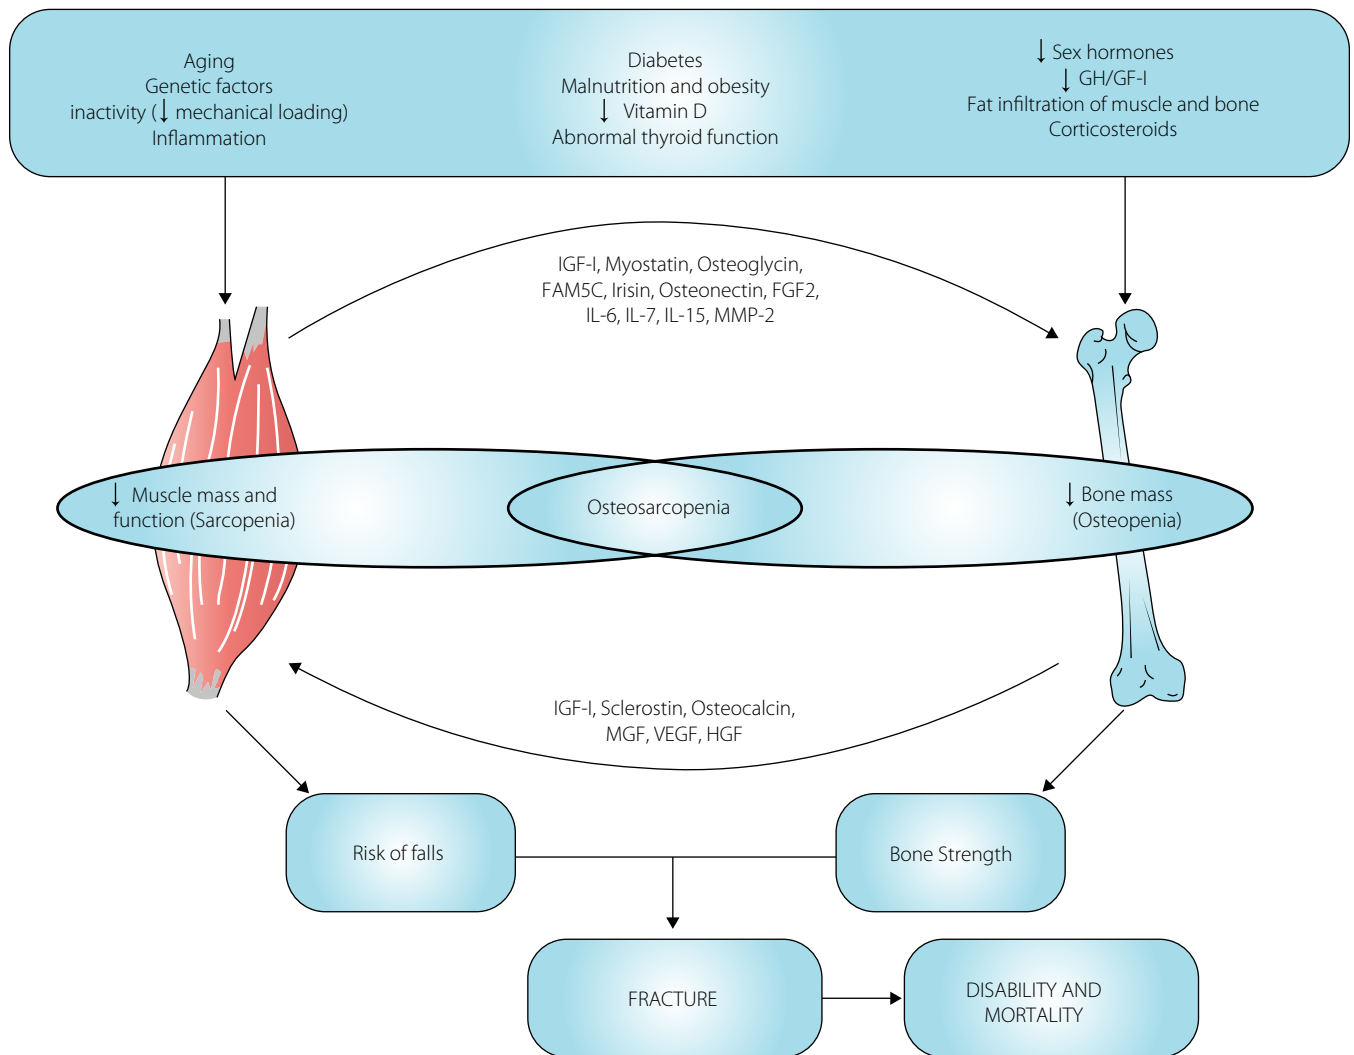 Aging
Genetic factors
inactivity (↓ mechanical loading)
Inflammation
Diabetes
Malnutrition and obesity
↓ Vitamin D
Abnormal thyroid function
↓ Sex hormones
↓ GH/GF-I
Fat infiltration of muscle and bone
Corticosteroids
IGF-I, Myostatin, Osteoglycin,
FAM5C, Irisin, Osteonectin, FGF2,
IL-6, IL-7, IL-15, MMP-2
↓ Muscle mass and
function (Sarcopenia)
Osteosarcopenia
↓ Bone mass
(Osteopenia)
IGF-I, Sclerostin, Osteocalcin,
MGF, VEGF, HGF
Risk of falls
Bone Strength
FRACTURE
DISABILITY AND
MORTALITY